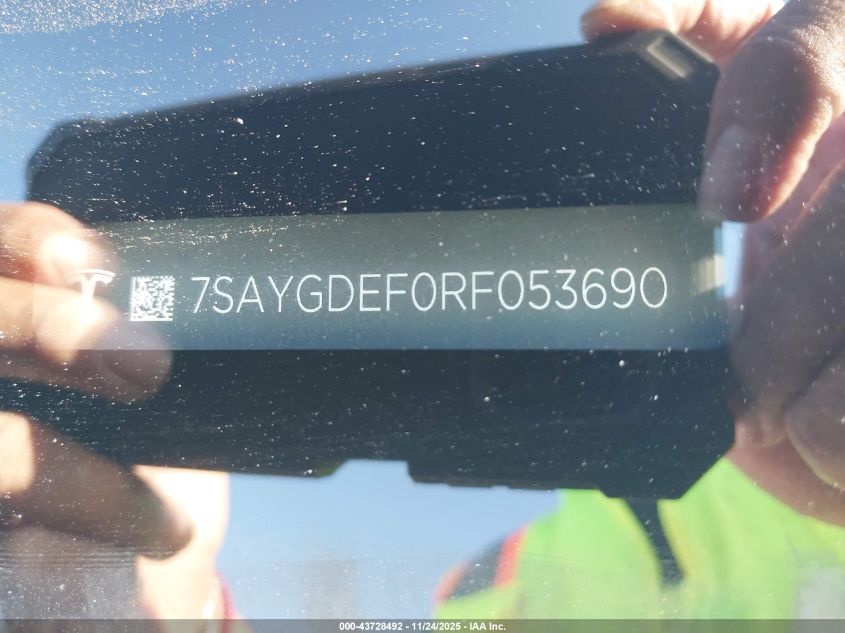 7SAYGDEF0RF053690
000-43728492 - 11/24/2025 - IAA Inc.